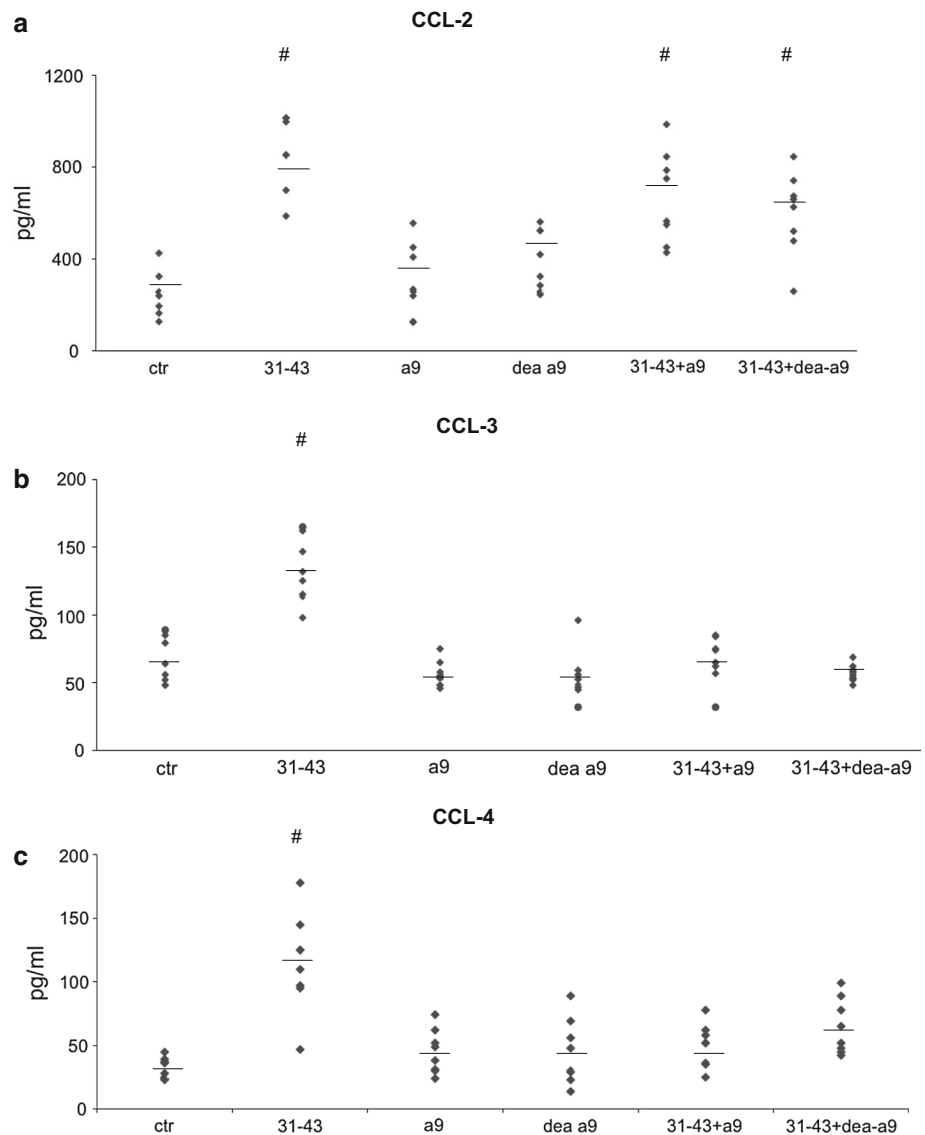 a
CCL-2
# # #
1200
800
400
0
pg/ml
ctr 31-43 a9 dea a9 31-43+a9 31-43+dea-a9
CCL-3
#
b
200
150
100
50
0
pg/ml
ctr 31-43 a9 dea a9 31-43+a9 31-43+dea-a9
CCL-4
#
c
200
150
100
50
0
pg/ml
ctr 31-43 a9 dea a9 31-43+a9 31-43+dea-a9